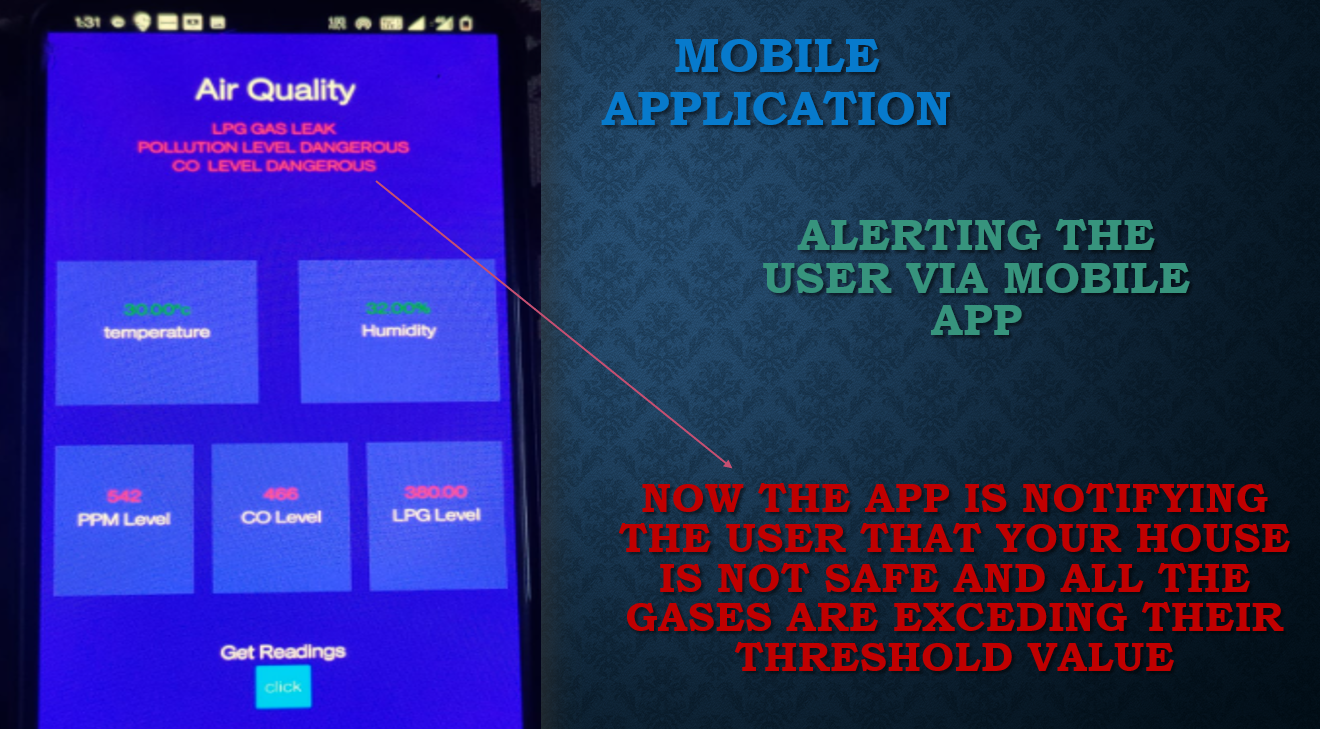 1:31
Air Quality
LPG GAS LEAK
POLLUTION LEVEL DANGEROUS
CO LEVEL DANGEROUS
30.00°c
temperature
32.00%
Humidity
542
PPM Level
466
CO Level
380.00
LPG Level
Get Readings
click
MOBILE
APPLICATION
ALERTING THE
USER VIA MOBILE
APP
NOW THE APP IS NOTIFYING
THE USER THAT YOUR HOUSE
IS NOT SAFE AND ALL THE
GASES ARE EXCEDING THEIR
THRESHOLD VALUE